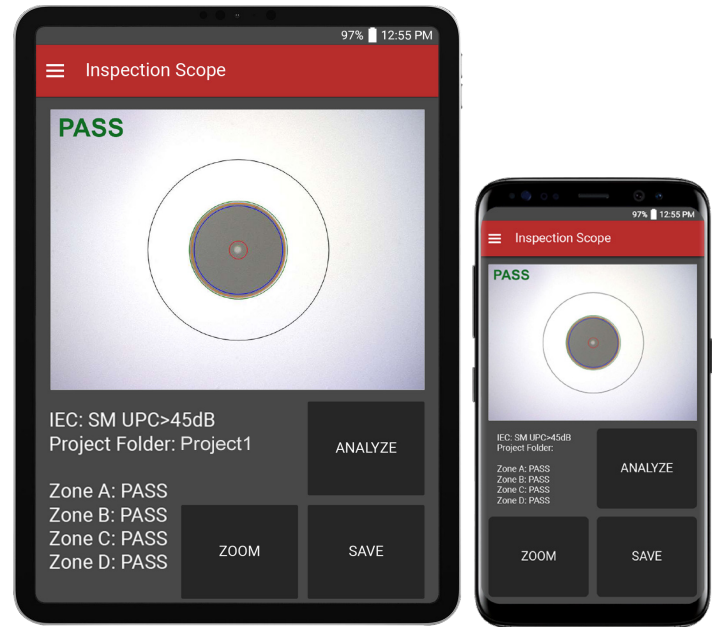 97% 12:55 PM
Inspection Scope
PASS
IEC: SM UPC>45dB
Project Folder: Project1
ANALYZE
Zone A: PASS
Zone B: PASS
Zone C: PASS
Zone D: PASS
ZOOM
SAVE
97% 12:55 PM
Inspection Scope
PASS
IEC: SM UPC>45dB
Project Folder:
ANALYZE
Zone A: PASS
Zone B: PASS
Zone C: PASS
Zone D: PASS
ZOOM
SAVE